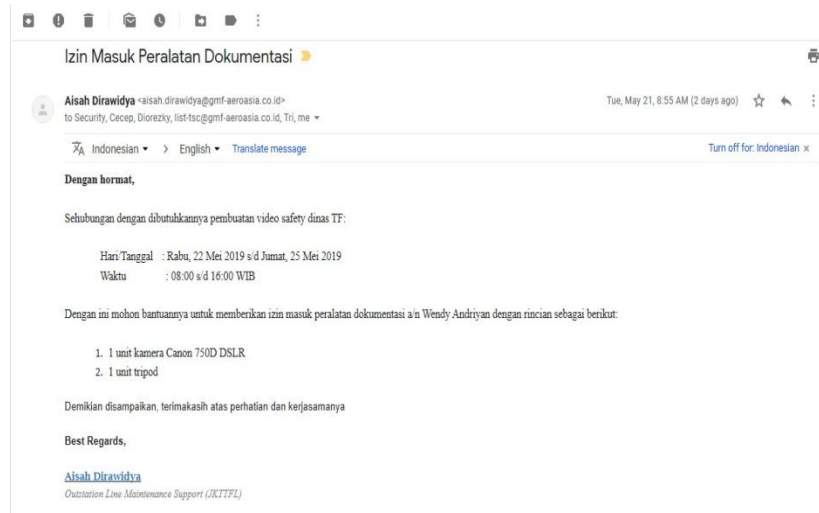 Izin Masuk Peralatan Dokumentasi
Aisah Dirawidya <aisah.dirawidya@gmf-aeroasia.co.id>
Tue, May 21, 8:55 AM (2 days ago)
to Security, Cecep, Diorezky, list-tsc@gmf-aeroasia.co.id, Tri, me
Indonesian > English Translate message
Turn off for: Indonesian x
Dengan hormat,
Sehubungan dengan dibutuhkannya pembuatan video safety dinas TF:
Hari/Tanggal : Rabu, 22 Mei 2019 s/d Jumat, 25 Mei 2019
Waktu : 08:00 s/d 16:00 WIB
Dengan ini mohon bantuannya untuk memberikan izin masuk peralatan dokumentasi a/n Wendy Andriyan dengan rincian sebagai berikut:
1. 1 unit kamera Canon 750D DSLR
2. 1 unit tripod
Demikian disampaikan, terimakasih atas perhatian dan kerjasamanya
Best Regards,
Aisah Dirawidya
Outstation Line Maintenance Support (JKTTFL)